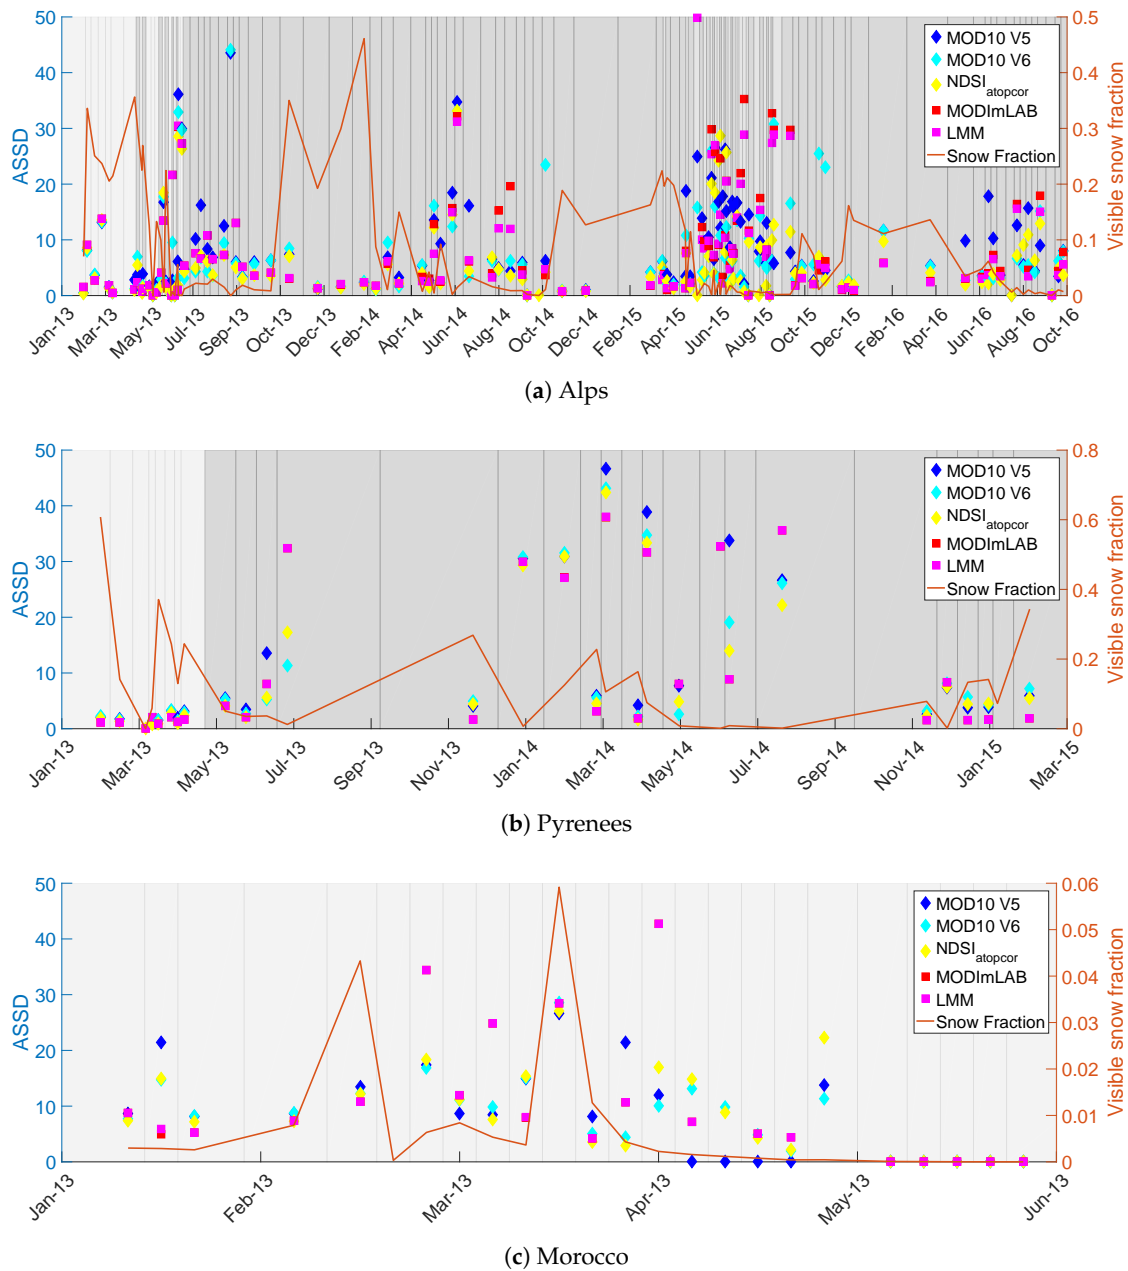 50
40
30
20
10
0
ASSD
0.5
0.4
0.3
0.2
0.1
0
Visible snow fraction
MOD10 V5
MOD10 V6
NDSI atopcor
MODImLAB
LMM
Snow Fraction
Jan-13 Mar-13 May-13 Jul-13 Sep-13 Oct-13 Dec-13 Feb-14 Apr-14 Jun-14 Aug-14 Oct-14 Dec-14 Feb-15 Apr-15 Jun-15 Aug-15 Oct-15 Dec-15 Feb-16 Apr-16 Jun-16 Aug-16 Oct-16
(a) Alps
50
40
30
20
10
0
ASSD
0.8
0.6
0.4
0.2
0
Visible snow fraction
MOD10 V5
MOD10 V6
NDSI atopcor
MODImLAB
LMM
Snow Fraction
Jan-13 Mar-13 May-13 Jul-13 Sep-13 Nov-13 Jan-14 Mar-14 May-14 Jul-14 Sep-14 Nov-14 Jan-15 Mar-15
(b) Pyrenees
50
40
30
20
10
0
ASSD
0.06
0.05
0.04
0.03
0.02
0.01
0
Visible snow fraction
MOD10 V5
MOD10 V6
NDSI atopcor
MODImLAB
LMM
Snow Fraction
Jan-13 Feb-13 Mar-13 Apr-13 May-13 Jun-13
(c) Morocco